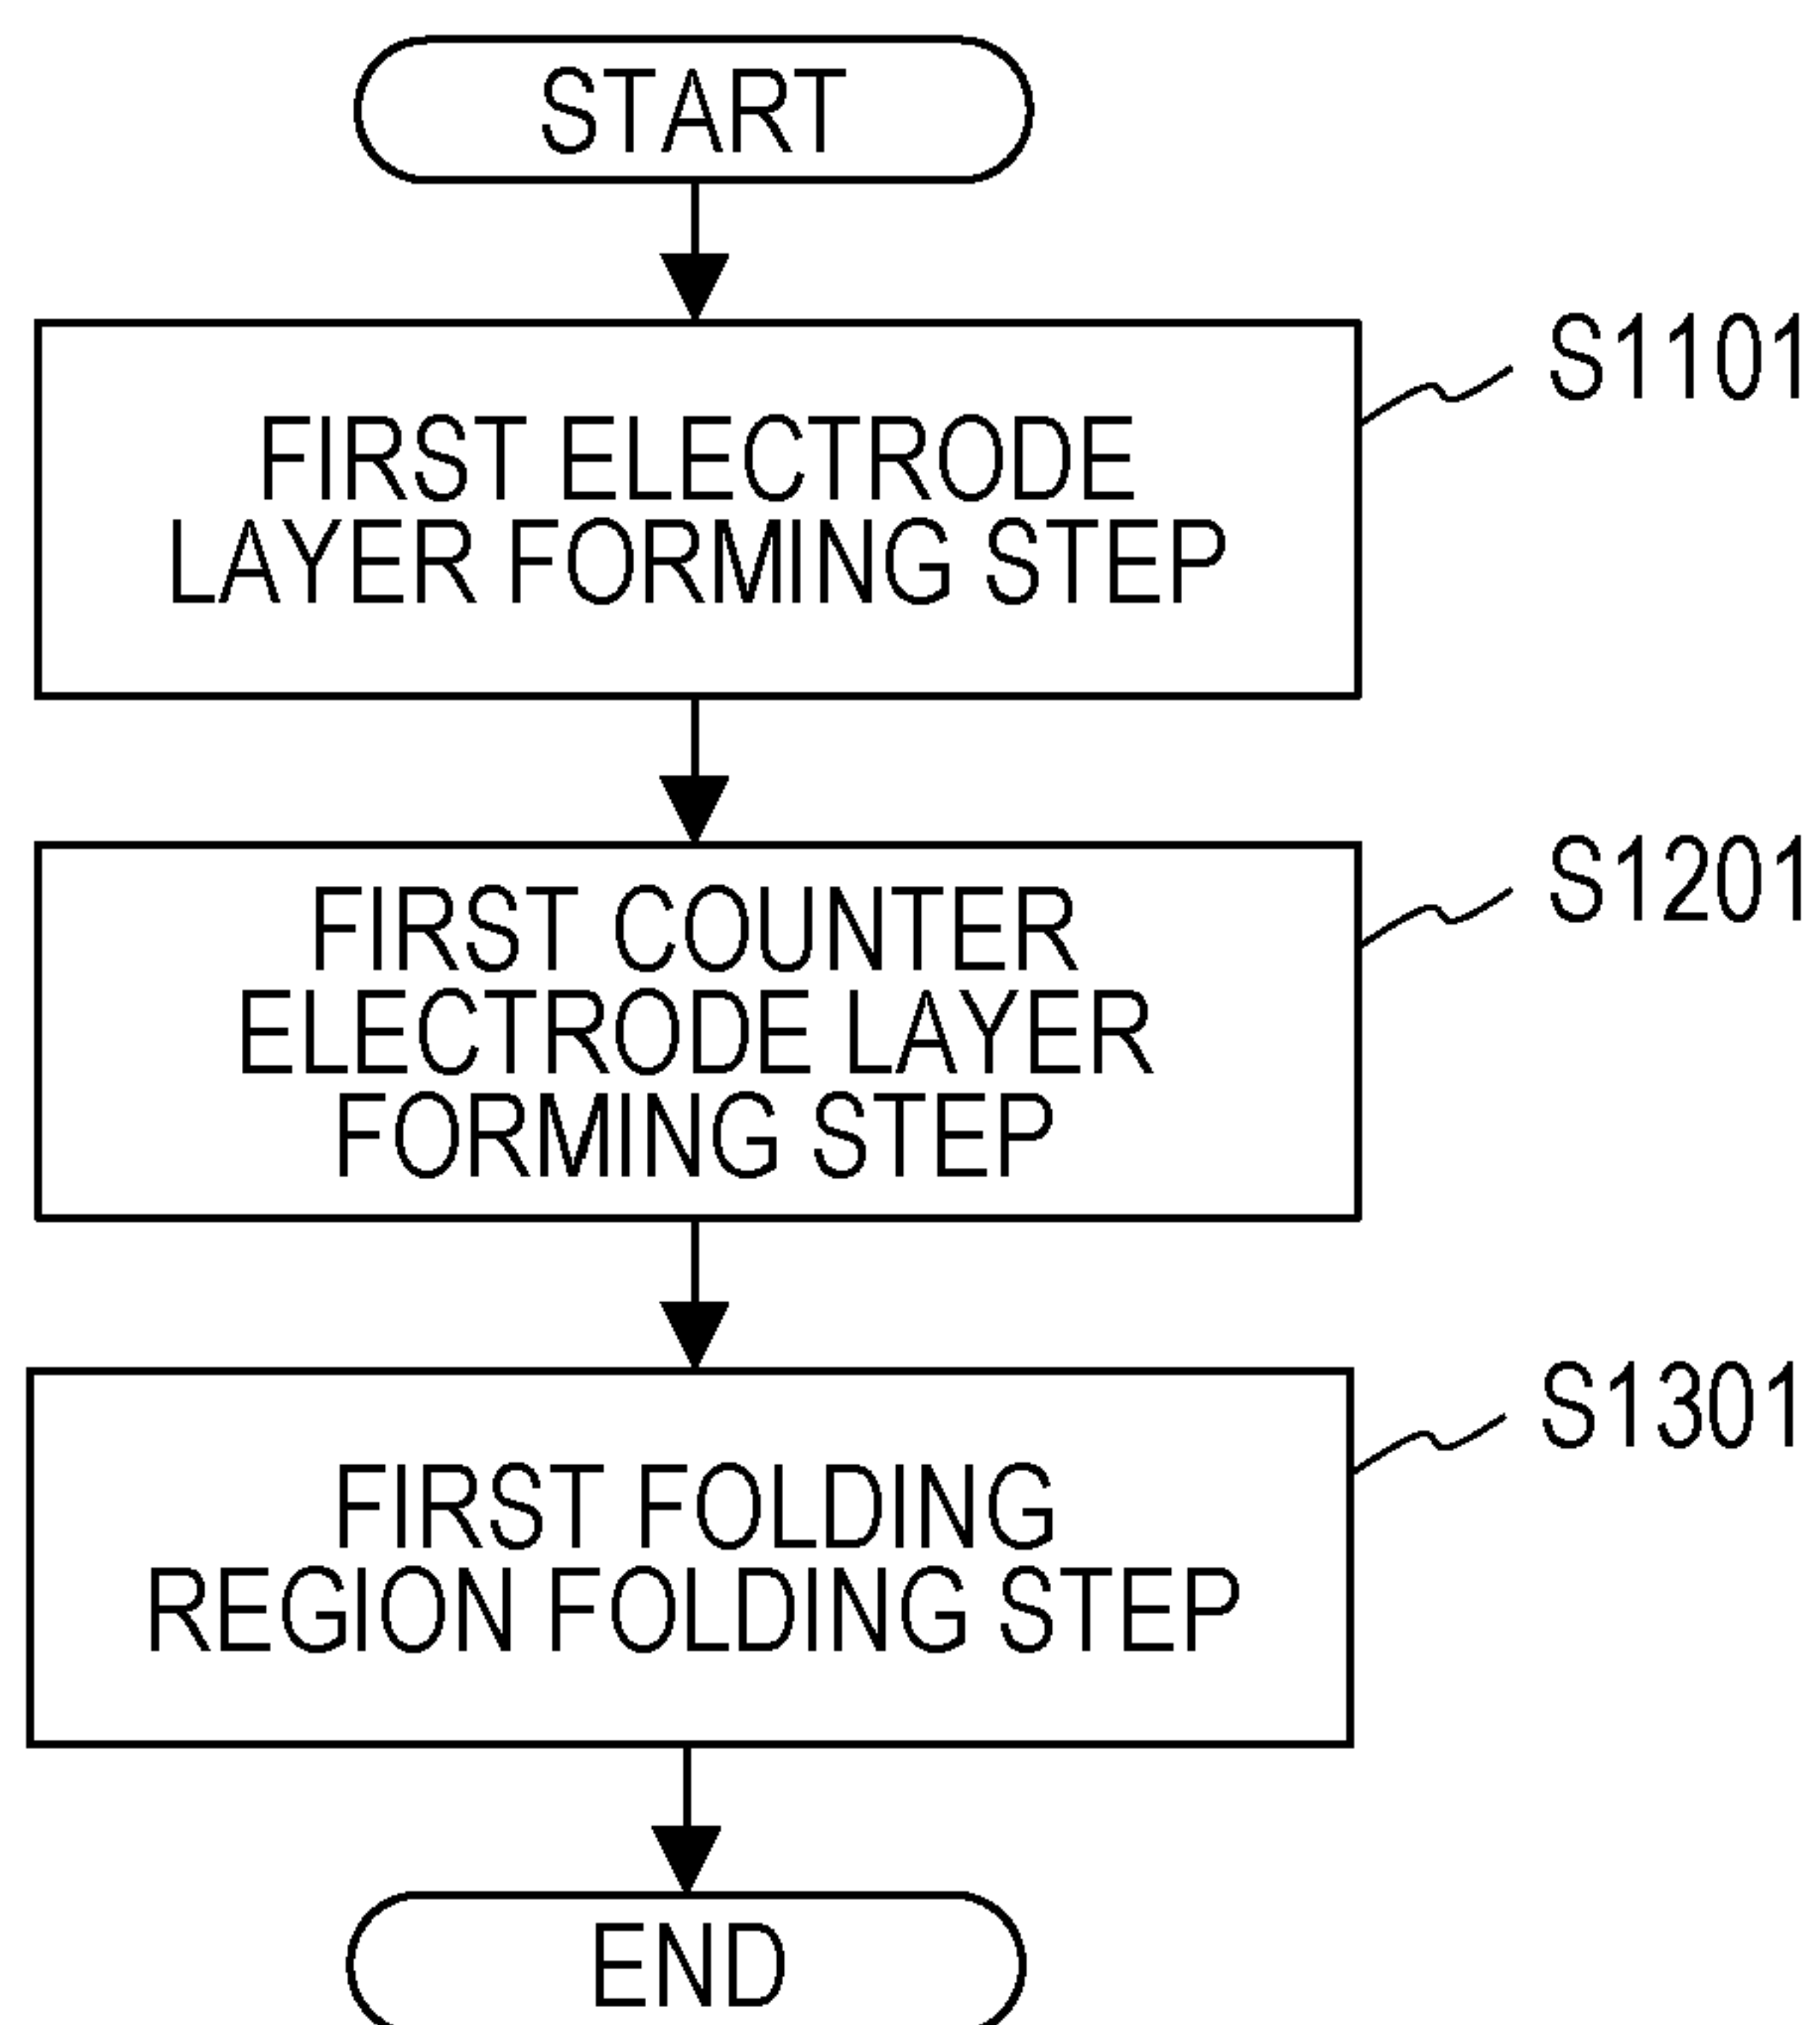 START
S1101
FIRST ELECTRODE
LAYER FORMING STEP
S1201
FIRST COUNTER
ELECTRODE LAYER
FORMING STEP
S1301
FIRST FOLDING
REGION FOLDING STEP
END